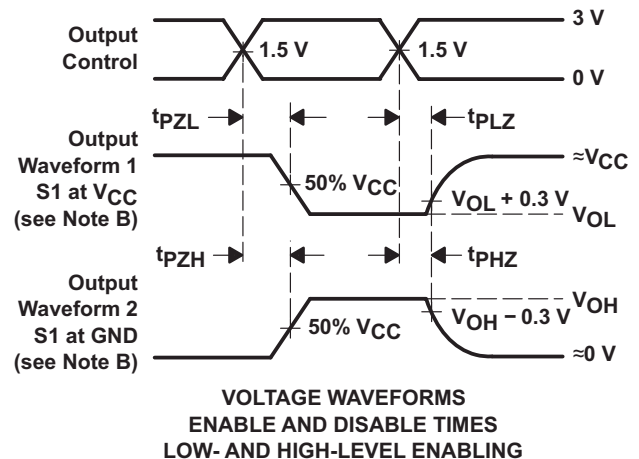 Output
Control
1.5 V
1.5 V
3 V
0 V
tPZL
tPLZ
Output
Waveform 1
S1 at VCC
(see Note B)
50% VCC
≈VCC
VOL + 0.3 V
VOL
tPZH
tPHZ
Output
Waveform 2
S1 at GND
(see Note B)
50% VCC
VOH
VOH − 0.3 V
≈0 V
VOLTAGE WAVEFORMS
ENABLE AND DISABLE TIMES
LOW- AND HIGH-LEVEL ENABLING